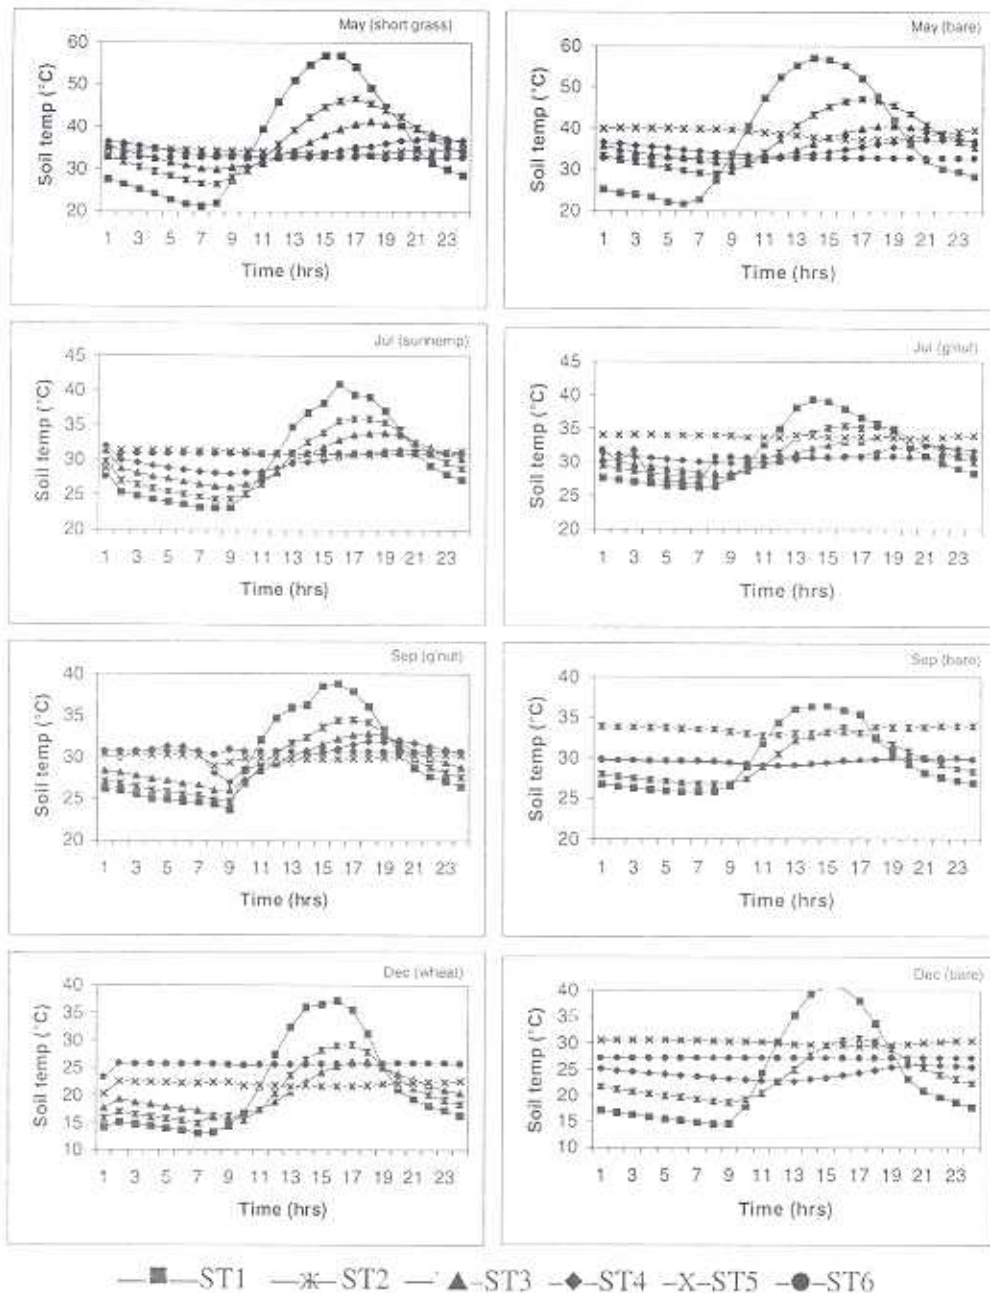 May (short grass)
Soil temp (°C)
60
50
40
30
20
1 3 5 7 9 11 13 15 17 19 21 23
Time (hrs)
May (bare)
Soil temp (°C)
60
50
40
30
20
1 3 5 7 9 11 13 15 17 19 21 23
Time (hrs)
Jul (sunnemp)
Soil temp (°C)
45
40
35
30
25
20
1 3 5 7 9 11 13 15 17 19 21 23
Time (hrs)
Jul (g'nut)
Soil temp (°C)
45
40
35
30
25
20
1 3 5 7 9 11 13 15 17 19 21 23
Time (hrs)
Sep (g'nut)
Soil temp (°C)
40
35
30
25
20
1 3 5 7 9 11 13 15 17 19 21 23
Time (hrs)
Sep (bare)
Soil temp (°C)
40
35
30
25
20
1 3 5 7 9 11 13 15 17 19 21 23
Time (hrs)
Dec (wheat)
Soil temp (°C)
40
35
30
25
20
15
10
1 3 5 7 9 11 13 15 17 19 21 23
Time (hrs)
Dec (bare)
Soil temp (°C)
40
35
30
25
20
15
10
1 3 5 7 9 11 13 15 17 19 21 23
Time (hrs)
ST1 ST2 ST3 ST4 ST5 ST6